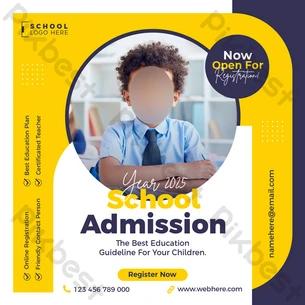 SCHOOL
LOGO HERE
Now
Open For
Registration!
Best Education Plan
Certificated Teacher
Online Registration
Friendly Contact Person
namehere@email.com
Year 2025
School
Admission
The Best Education
Guideline For Your Children.
Register Now
123 456 789 000
www.webhere.com
Pikbest